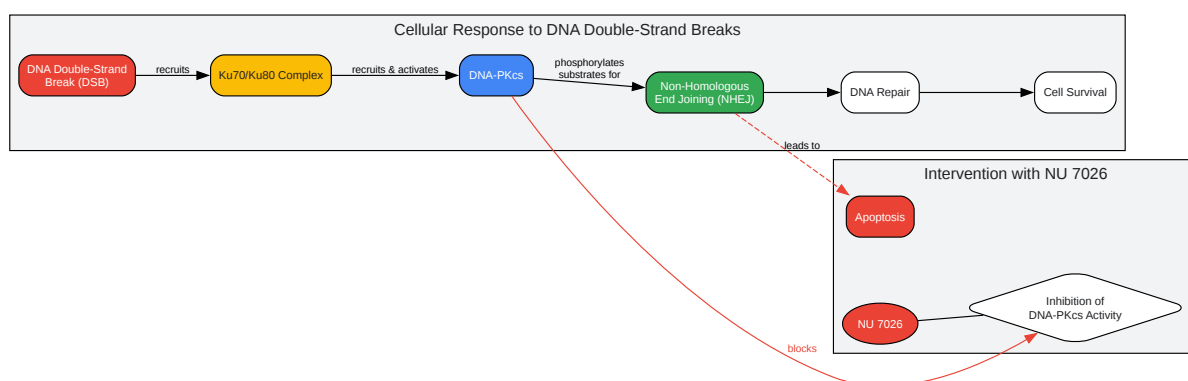 Cellular Response to DNA Double-Strand Breaks
DNA Double-Strand
Break (DSB)
recruits
Ku70/Ku80 Complex
recruits & activates
DNA-PKcs
phosphorylates
substrates for
Non-Homologous
End Joining (NHEJ)
DNA Repair
Cell Survival
leads to
Intervention with NU 7026
Apoptosis
NU 7026
Inhibition of
DNA-PKcs Activity
blocks